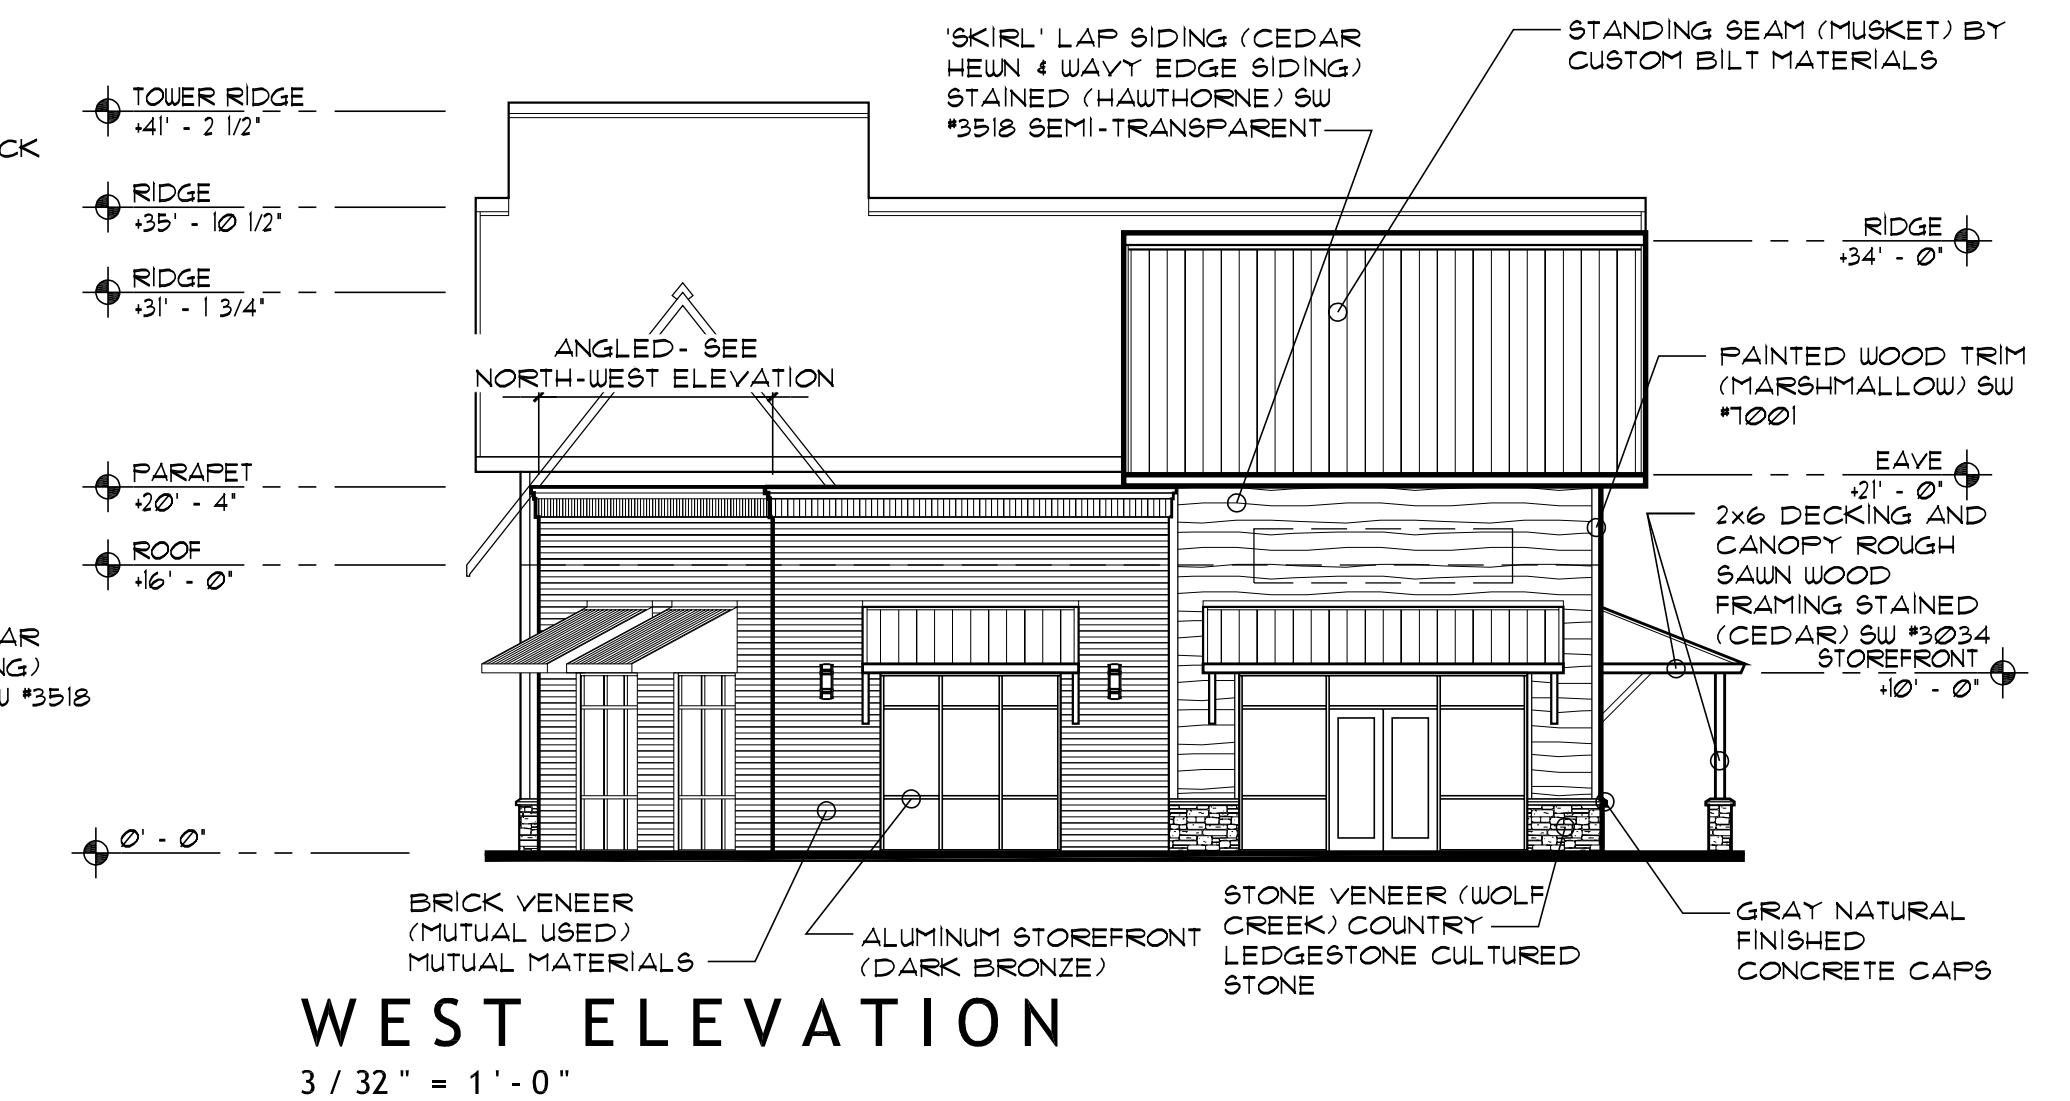 'SKIRL' LAP SIDING (CEDAR
HEWN & WAVY EDGE SIDING)
STAINED (HAWTHORNE) SW
#3518 SEMI-TRANSPARENT
STANDING SEAM (MUSKET) BY
CUSTOM BILT MATERIALS
TOWER RIDGE
+41' - 2 1/2"
CK
RIDGE
+35' - 10 1/2"
RIDGE
+31' - 1 3/4"
RIDGE
+34' - 0"
ANGLED- SEE
NORTH-WEST ELEVATION
PAINTED WOOD TRIM
(MARSHMALLOW) SW
#7001
PARAPET
+20' - 4"
EAVE
+21' - 0"
ROOF
+16' - 0"
2x6 DECKING AND
CANOPY ROUGH
SAWN WOOD
FRAMING STAINED
(CEDAR) SW #3034
AR
NG)
W #3518
STOREFRONT
+10' - 0"
0' - 0"
BRICK VENEER
(MUTUAL USED)
MUTUAL MATERIALS
ALUMINUM STOREFRONT
(DARK BRONZE)
STONE VENEER (WOLF
CREEK) COUNTRY
LEDGESTONE CULTURED
STONE
GRAY NATURAL
FINISHED
CONCRETE CAPS
WEST ELEVATION
3/32" = 1'-0"